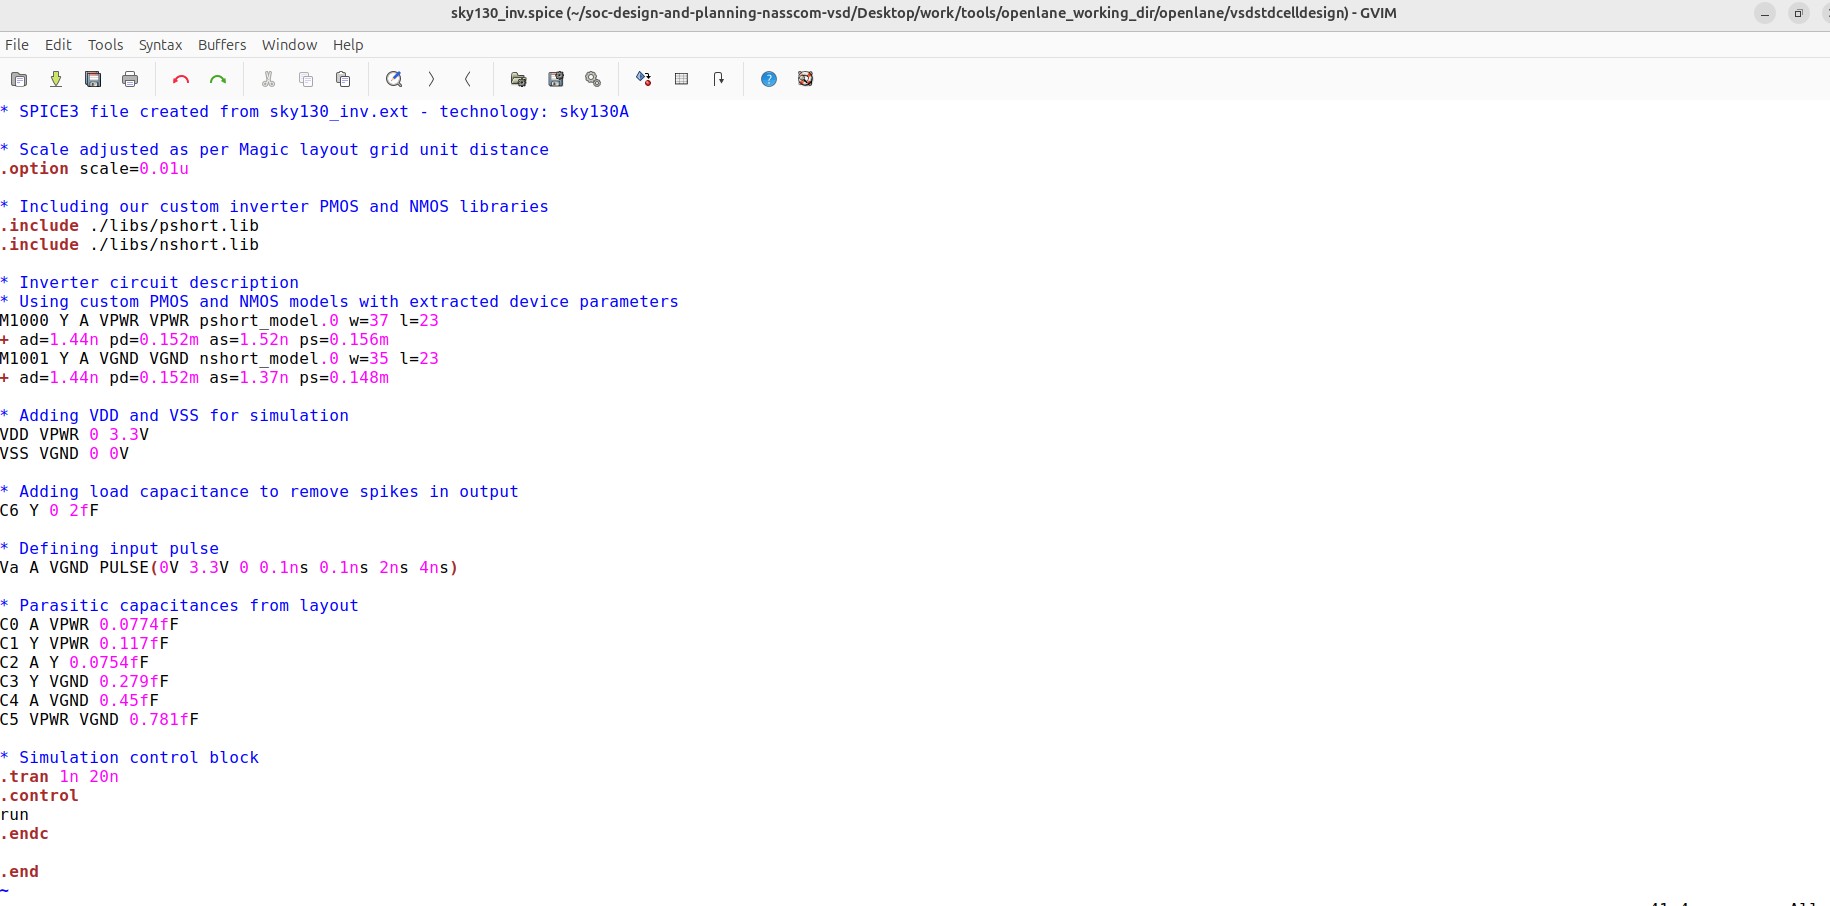 sky130_inv.spice (~/soc-design-and-planning-nasscom-vsd/Desktop/work/tools/openlane_working_dir/openlane/vsdstdcelldesign) - GVIM
File Edit Tools Syntax Buffers Window Help
* SPICE3 file created from sky130_inv.ext - technology: sky130A
* Scale adjusted as per Magic layout grid unit distance
.option scale=0.01u
* Including our custom inverter PMOS and NMOS libraries
.include ./libs/pshort.lib
.include ./libs/nshort.lib
* Inverter circuit description
* Using custom PMOS and NMOS models with extracted device parameters
M1000 Y A VPWR VPWR pshort_model.0 w=37 l=23
+ ad=1.44n pd=0.152m as=1.52n ps=0.156m
M1001 Y A VGND VGND nshort_model.0 w=35 l=23
+ ad=1.44n pd=0.152m as=1.37n ps=0.148m
* Adding VDD and VSS for simulation
VDD VPWR 0 3.3V
VSS VGND 0 0V
* Adding load capacitance to remove spikes in output
C6 Y 0 2fF
* Defining input pulse
Va A VGND PULSE(0V 3.3V 0 0.1ns 0.1ns 2ns 4ns)
* Parasitic capacitances from layout
C0 A VPWR 0.0774fF
C1 Y VPWR 0.117fF
C2 A Y 0.0754fF
C3 Y VGND 0.279fF
C4 A VGND 0.45fF
C5 VPWR VGND 0.781fF
* Simulation control block
.tran 1n 20n
.control
run
.endc
.end
~